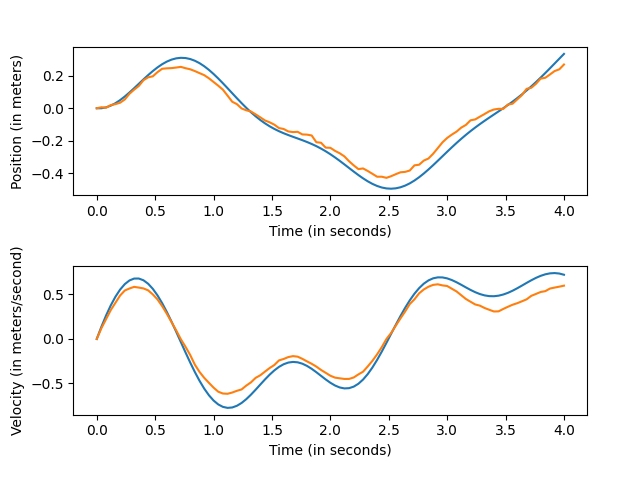 Position (in meters)
0.2
0.0
−0.2
−0.4
0.0 0.5 1.0 1.5 2.0 2.5 3.0 3.5 4.0
Time (in seconds)
Velocity (in meters/second)
0.5
0.0
−0.5
0.0 0.5 1.0 1.5 2.0 2.5 3.0 3.5 4.0
Time (in seconds)